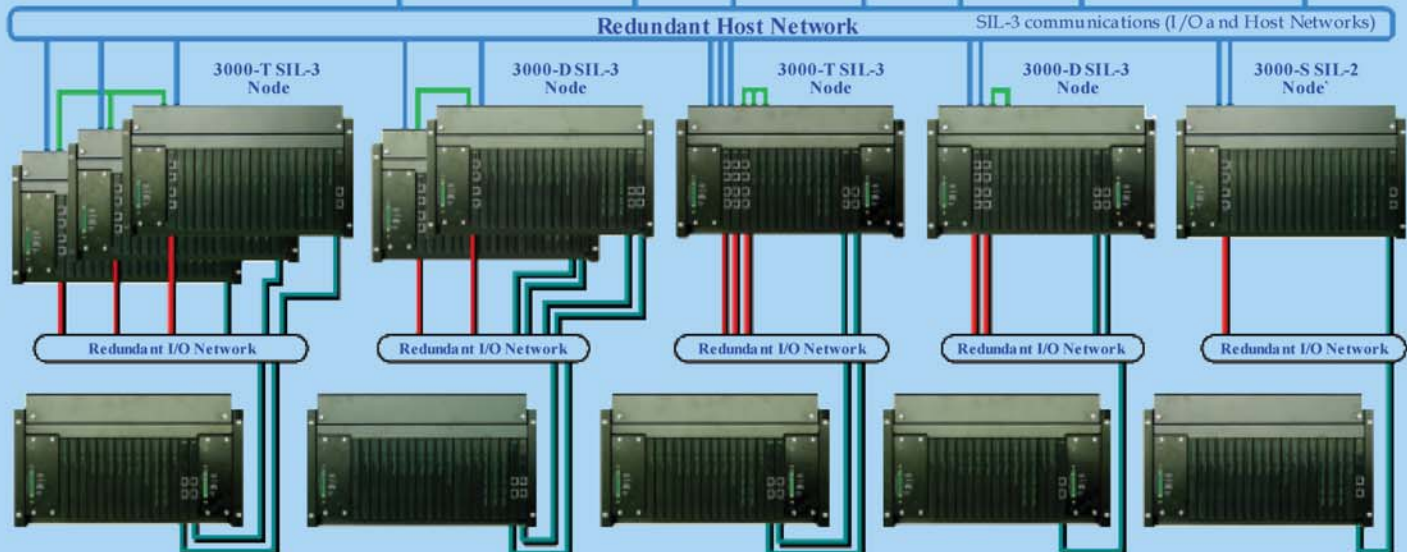 Redundant Host Network
SIL-3 communications (I/O and Host Networks)
3000-T SIL-3
Node
3000-D SIL-3
Node
3000-T SIL-3
Node
3000-D SIL-3
Node
3000-S SIL-2
Node`
Redundant I/O Network
Redundant I/O Network
Redundant I/O Network
Redundant I/O Network
Redundant I/O Network